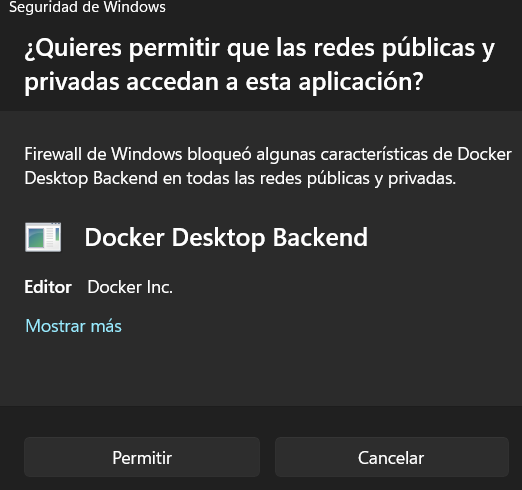 Seguridad de Windows
¿Quieres permitir que las redes públicas y
privadas accedan a esta aplicación?
Firewall de Windows bloqueó algunas características de Docker
Desktop Backend en todas las redes públicas y privadas.
Docker Desktop Backend
Editor Docker Inc.
Mostrar más
Permitir
Cancelar